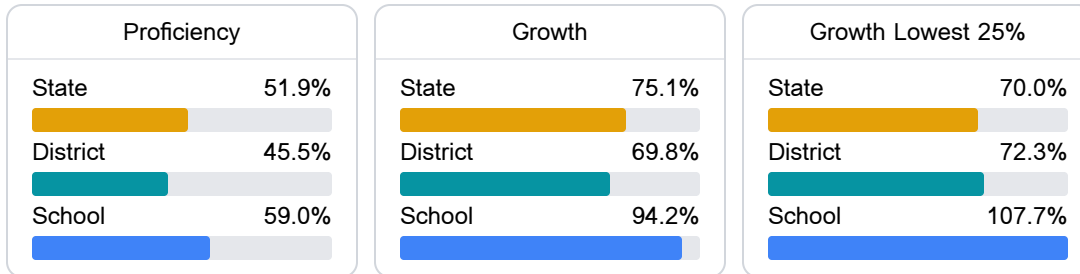 Proficiency
State 51.9%
District 45.5%
School 59.0%
Growth
State 75.1%
District 69.8%
School 94.2%
Growth Lowest 25%
State 70.0%
District 72.3%
School 107.7%